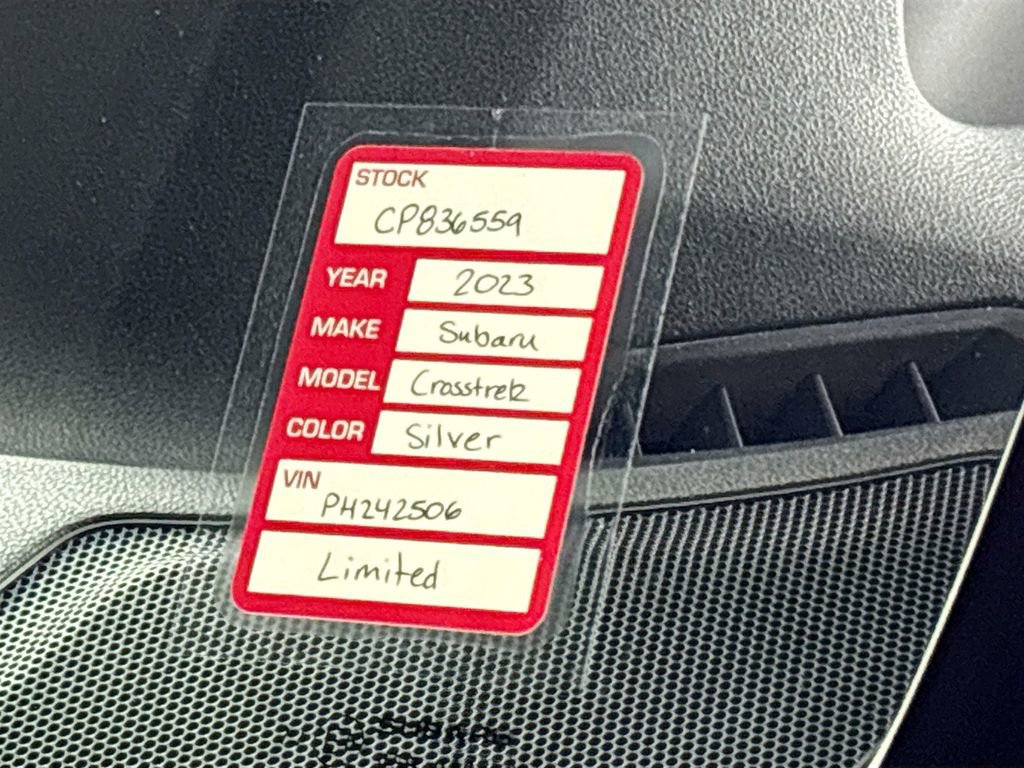 STOCK
CP836559
YEAR 2023
MAKE Subaru
MODEL Crosstrek
COLOR Silver
VIN
PH242506
Limited